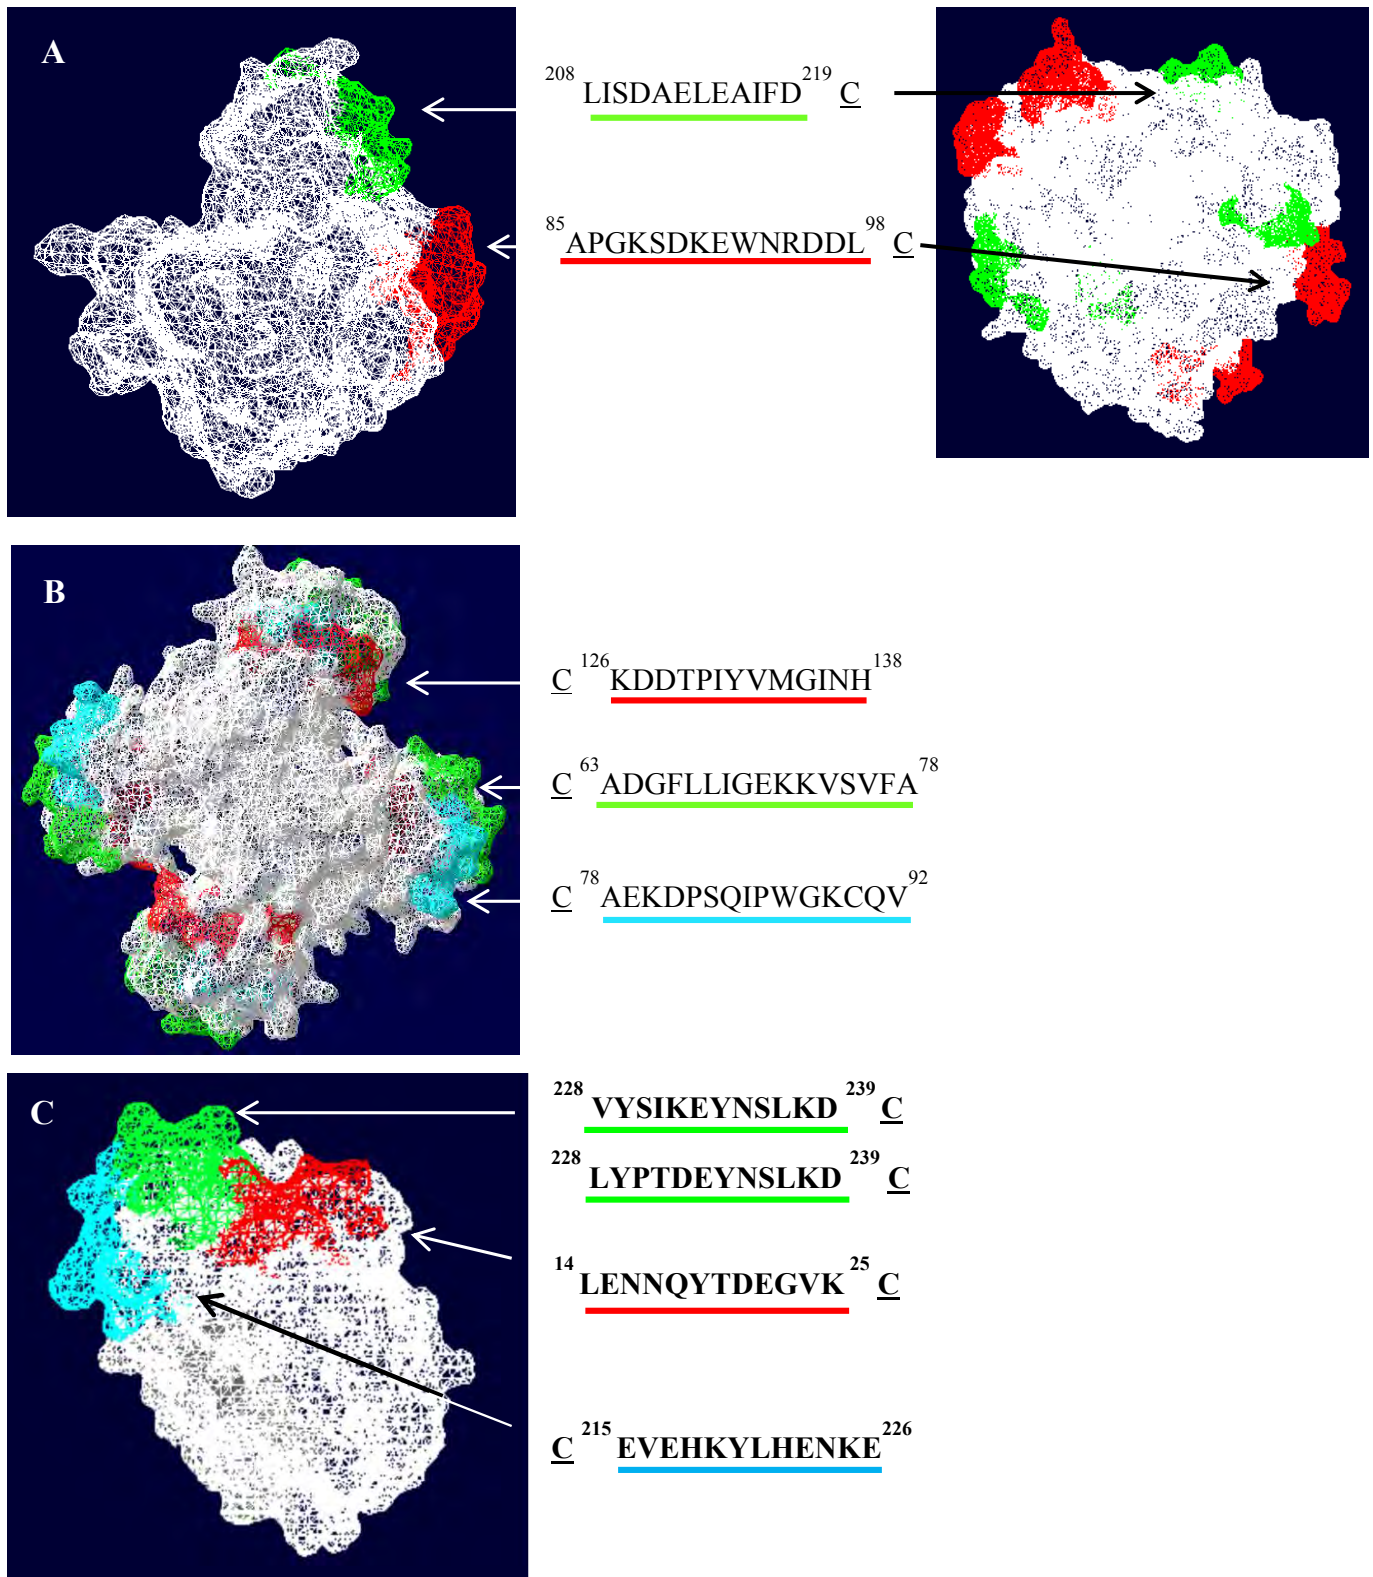 A
208 LISDAELEAIFD 219 C
85 APGKSDKEWNRDDL 98 C
B
C 126 KDDTPIYVMGINH 138
C 63 ADGFLLIGEKKVSVFA 78
C 78 AEKDPSQIPWGKCQV 92
C
228 VYSIKEYNSLKD 239 C
228 LYPTDEYNSLKD 239 C
14 LENNQYTDEGVK 25 C
C 215 EVEHKYLHENKE 226